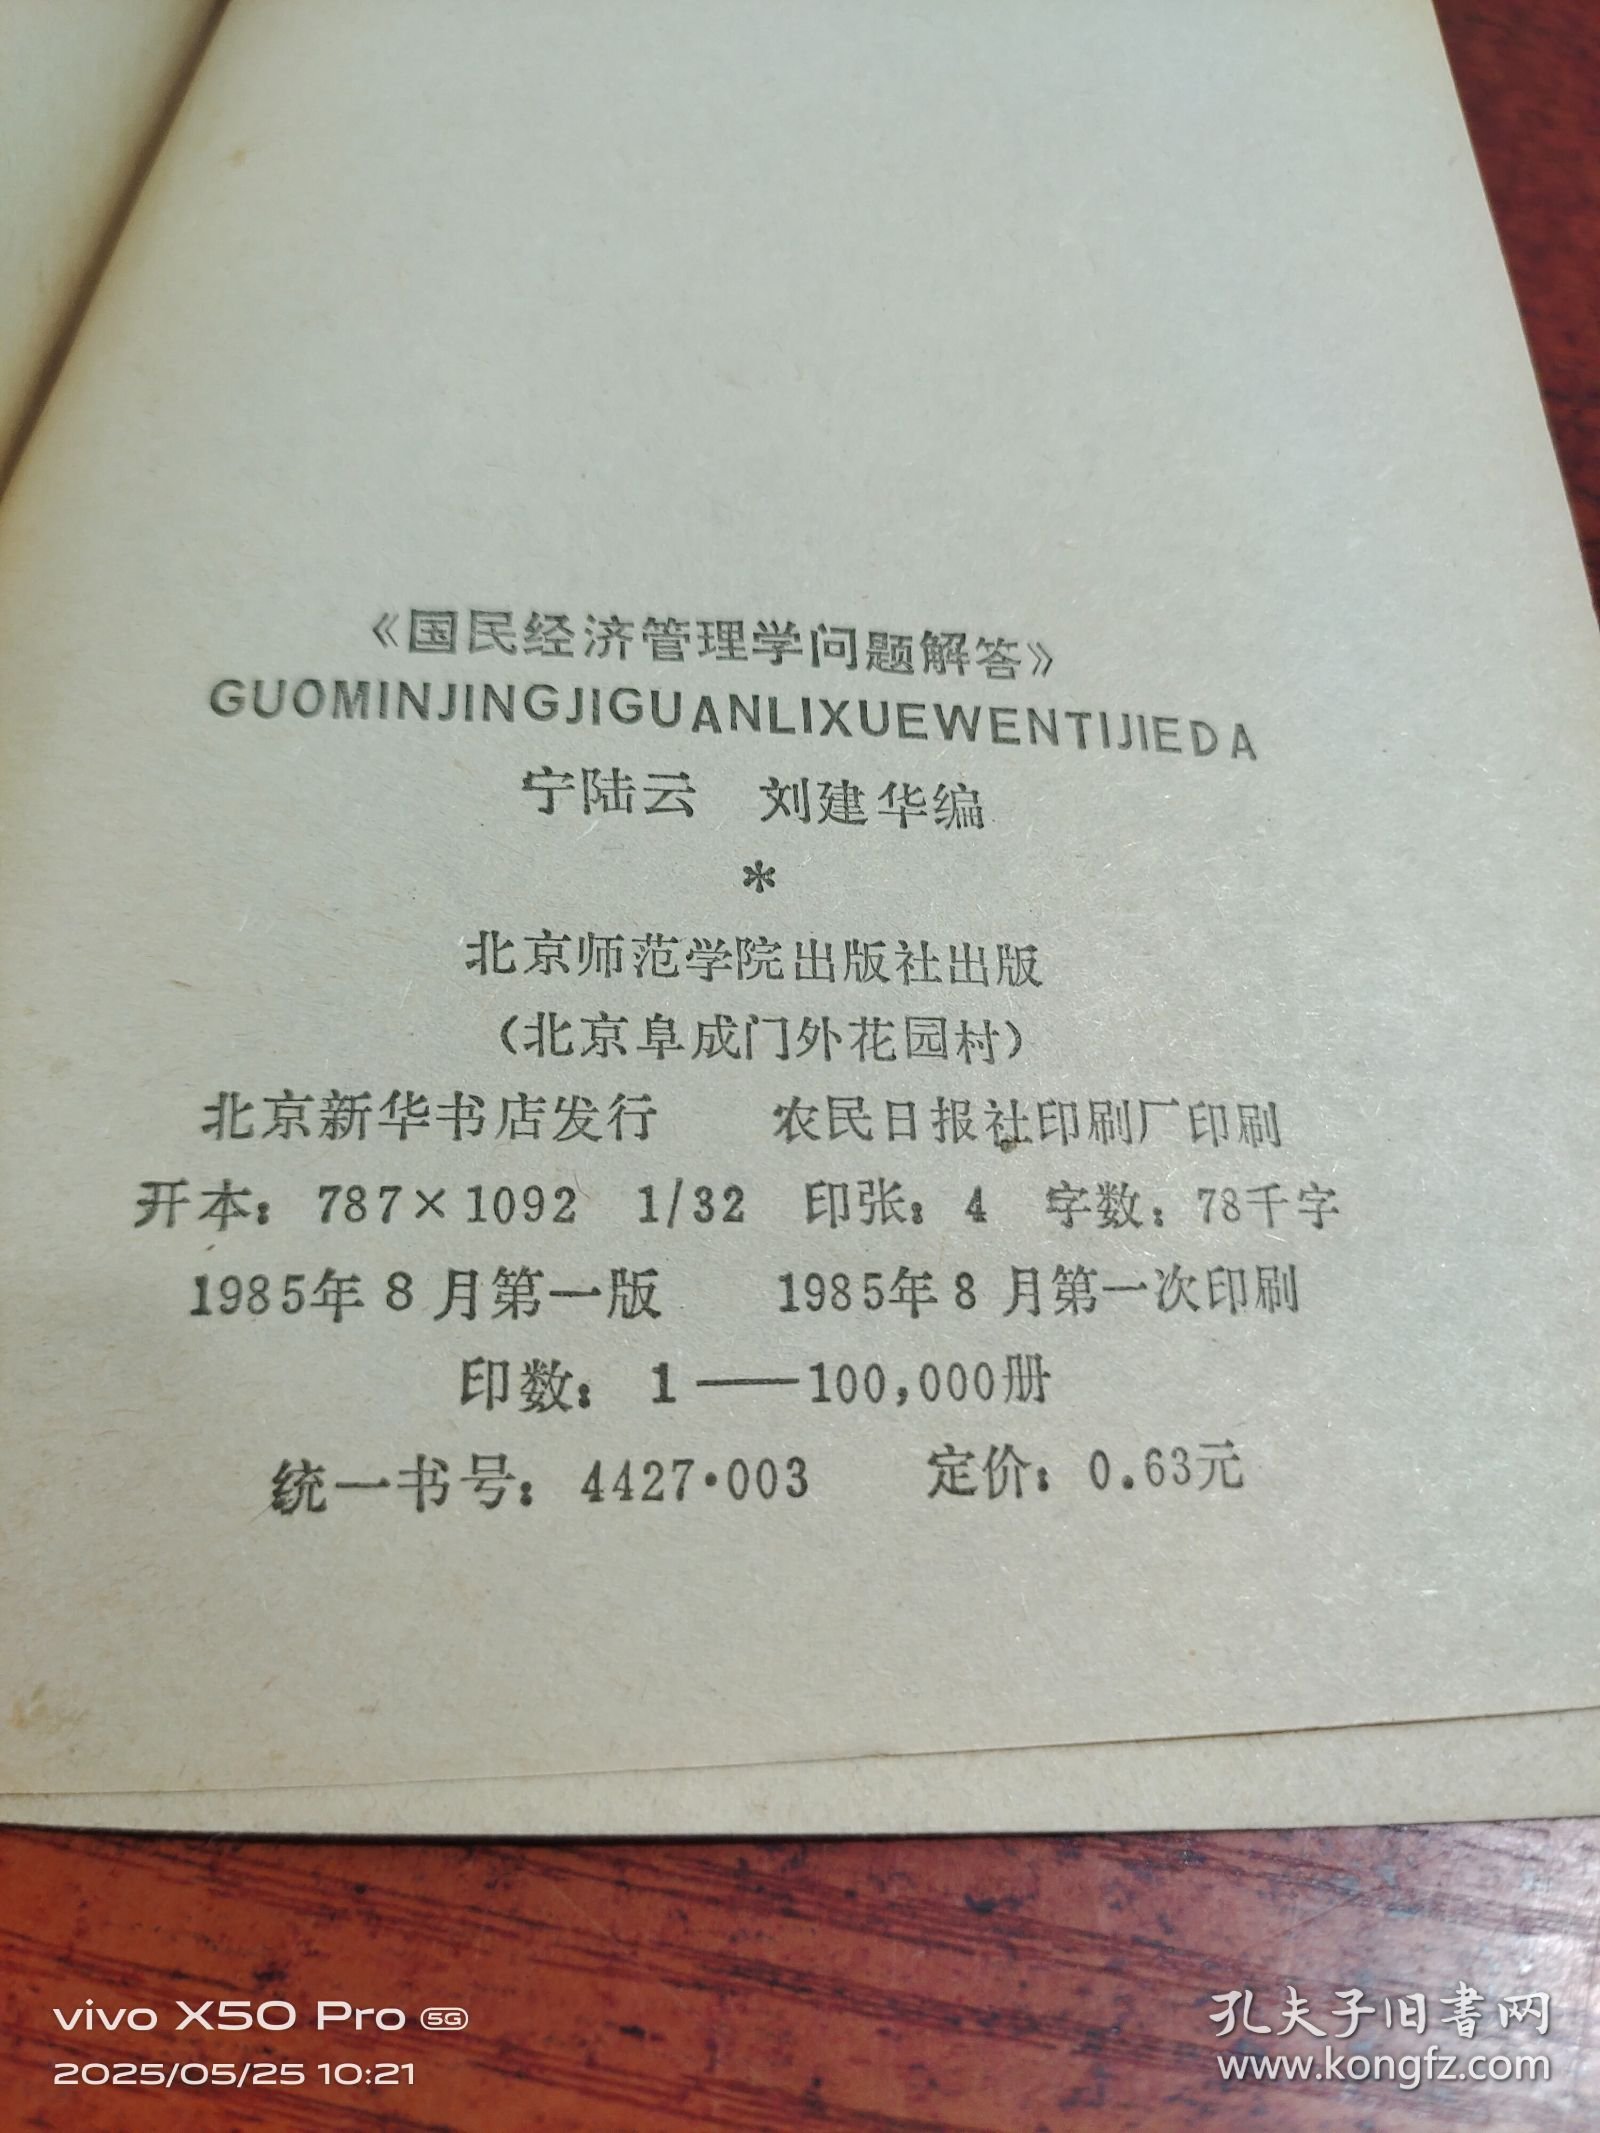 《国民经济管理学问题解答》
GUOMINJINGJIGUANLIXUEWENTIJIEDA
宁陆云 刘建华编
*
北京师范学院出版社出版
(北京阜成门外花园村)
北京新华书店发行 农民日报社印刷厂印刷
开本: 787×1092 1/32 印张: 4 字数: 78千字
1985年8月第一版 1985年8月第一次印刷
印数: 1——100,000册
统一书号: 4427·003 定价: 0.63元
vivo X50 Pro 5G
2025/05/25 10:21
孔夫子旧书网
www.kongfz.com